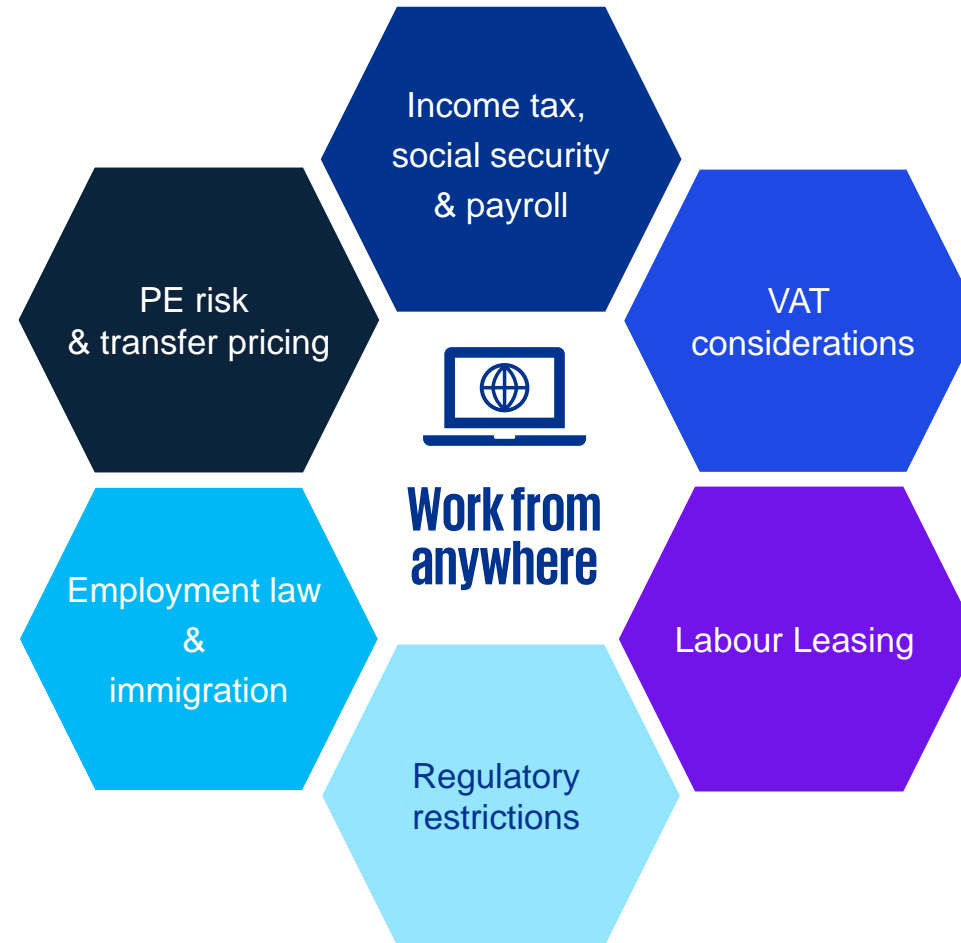 Income tax,
social security
& payroll
PE risk
& transfer pricing
VAT
considerations
Work from
anywhere
Employment law
&
immigration
Labour Leasing
Regulatory
restrictions